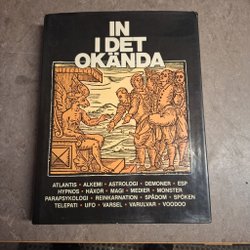 IN
I DET
OKÄNDA
ATLANTIS • ALKEMI • ASTROLOGI • DEMONER • ESP
HYPNOS • HÄXOR • MAGI • MEDIER • MONSTER
PARAPSYKOLOGI • REINKARNATION • SPÅDOM • SPÖKEN
TELEPATI • UFO • VARSEL • VARULVAR • VOODOO